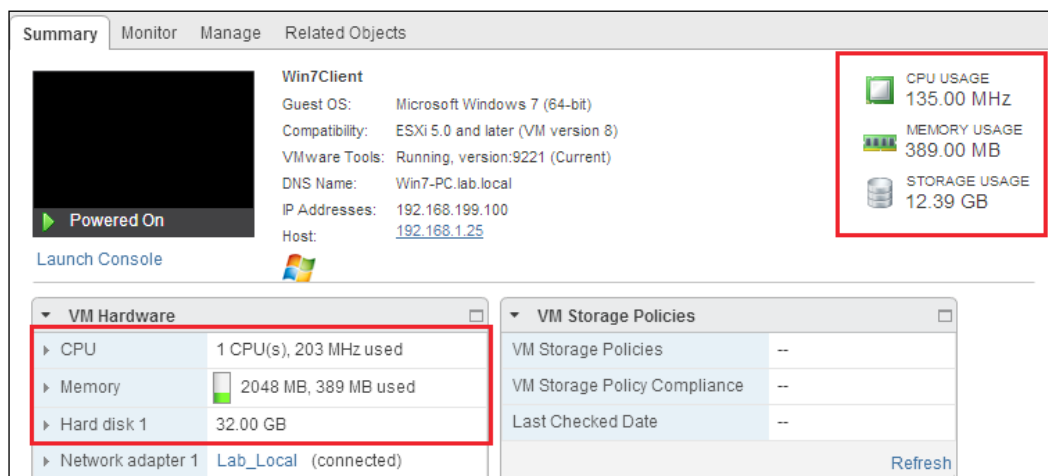 Summary Monitor Manage Related Objects
Win7Client
Guest OS: Microsoft Windows 7 (64-bit)
Compatibility: ESXi 5.0 and later (VM version 8)
VMware Tools: Running, version:9221 (Current)
DNS Name: Win7-PC.lab.local
IP Addresses: 192.168.199.100
Host: 192.168.1.25
Powered On
Launch Console
CPU USAGE
135.00 MHz
MEMORY USAGE
389.00 MB
STORAGE USAGE
12.39 GB
VM Hardware
CPU 1 CPU(s), 203 MHz used
Memory 2048 MB, 389 MB used
Hard disk 1 32.00 GB
Network adapter 1 Lab_Local (connected)
VM Storage Policies
VM Storage Policies --
VM Storage Policy Compliance --
Last Checked Date --
Refresh